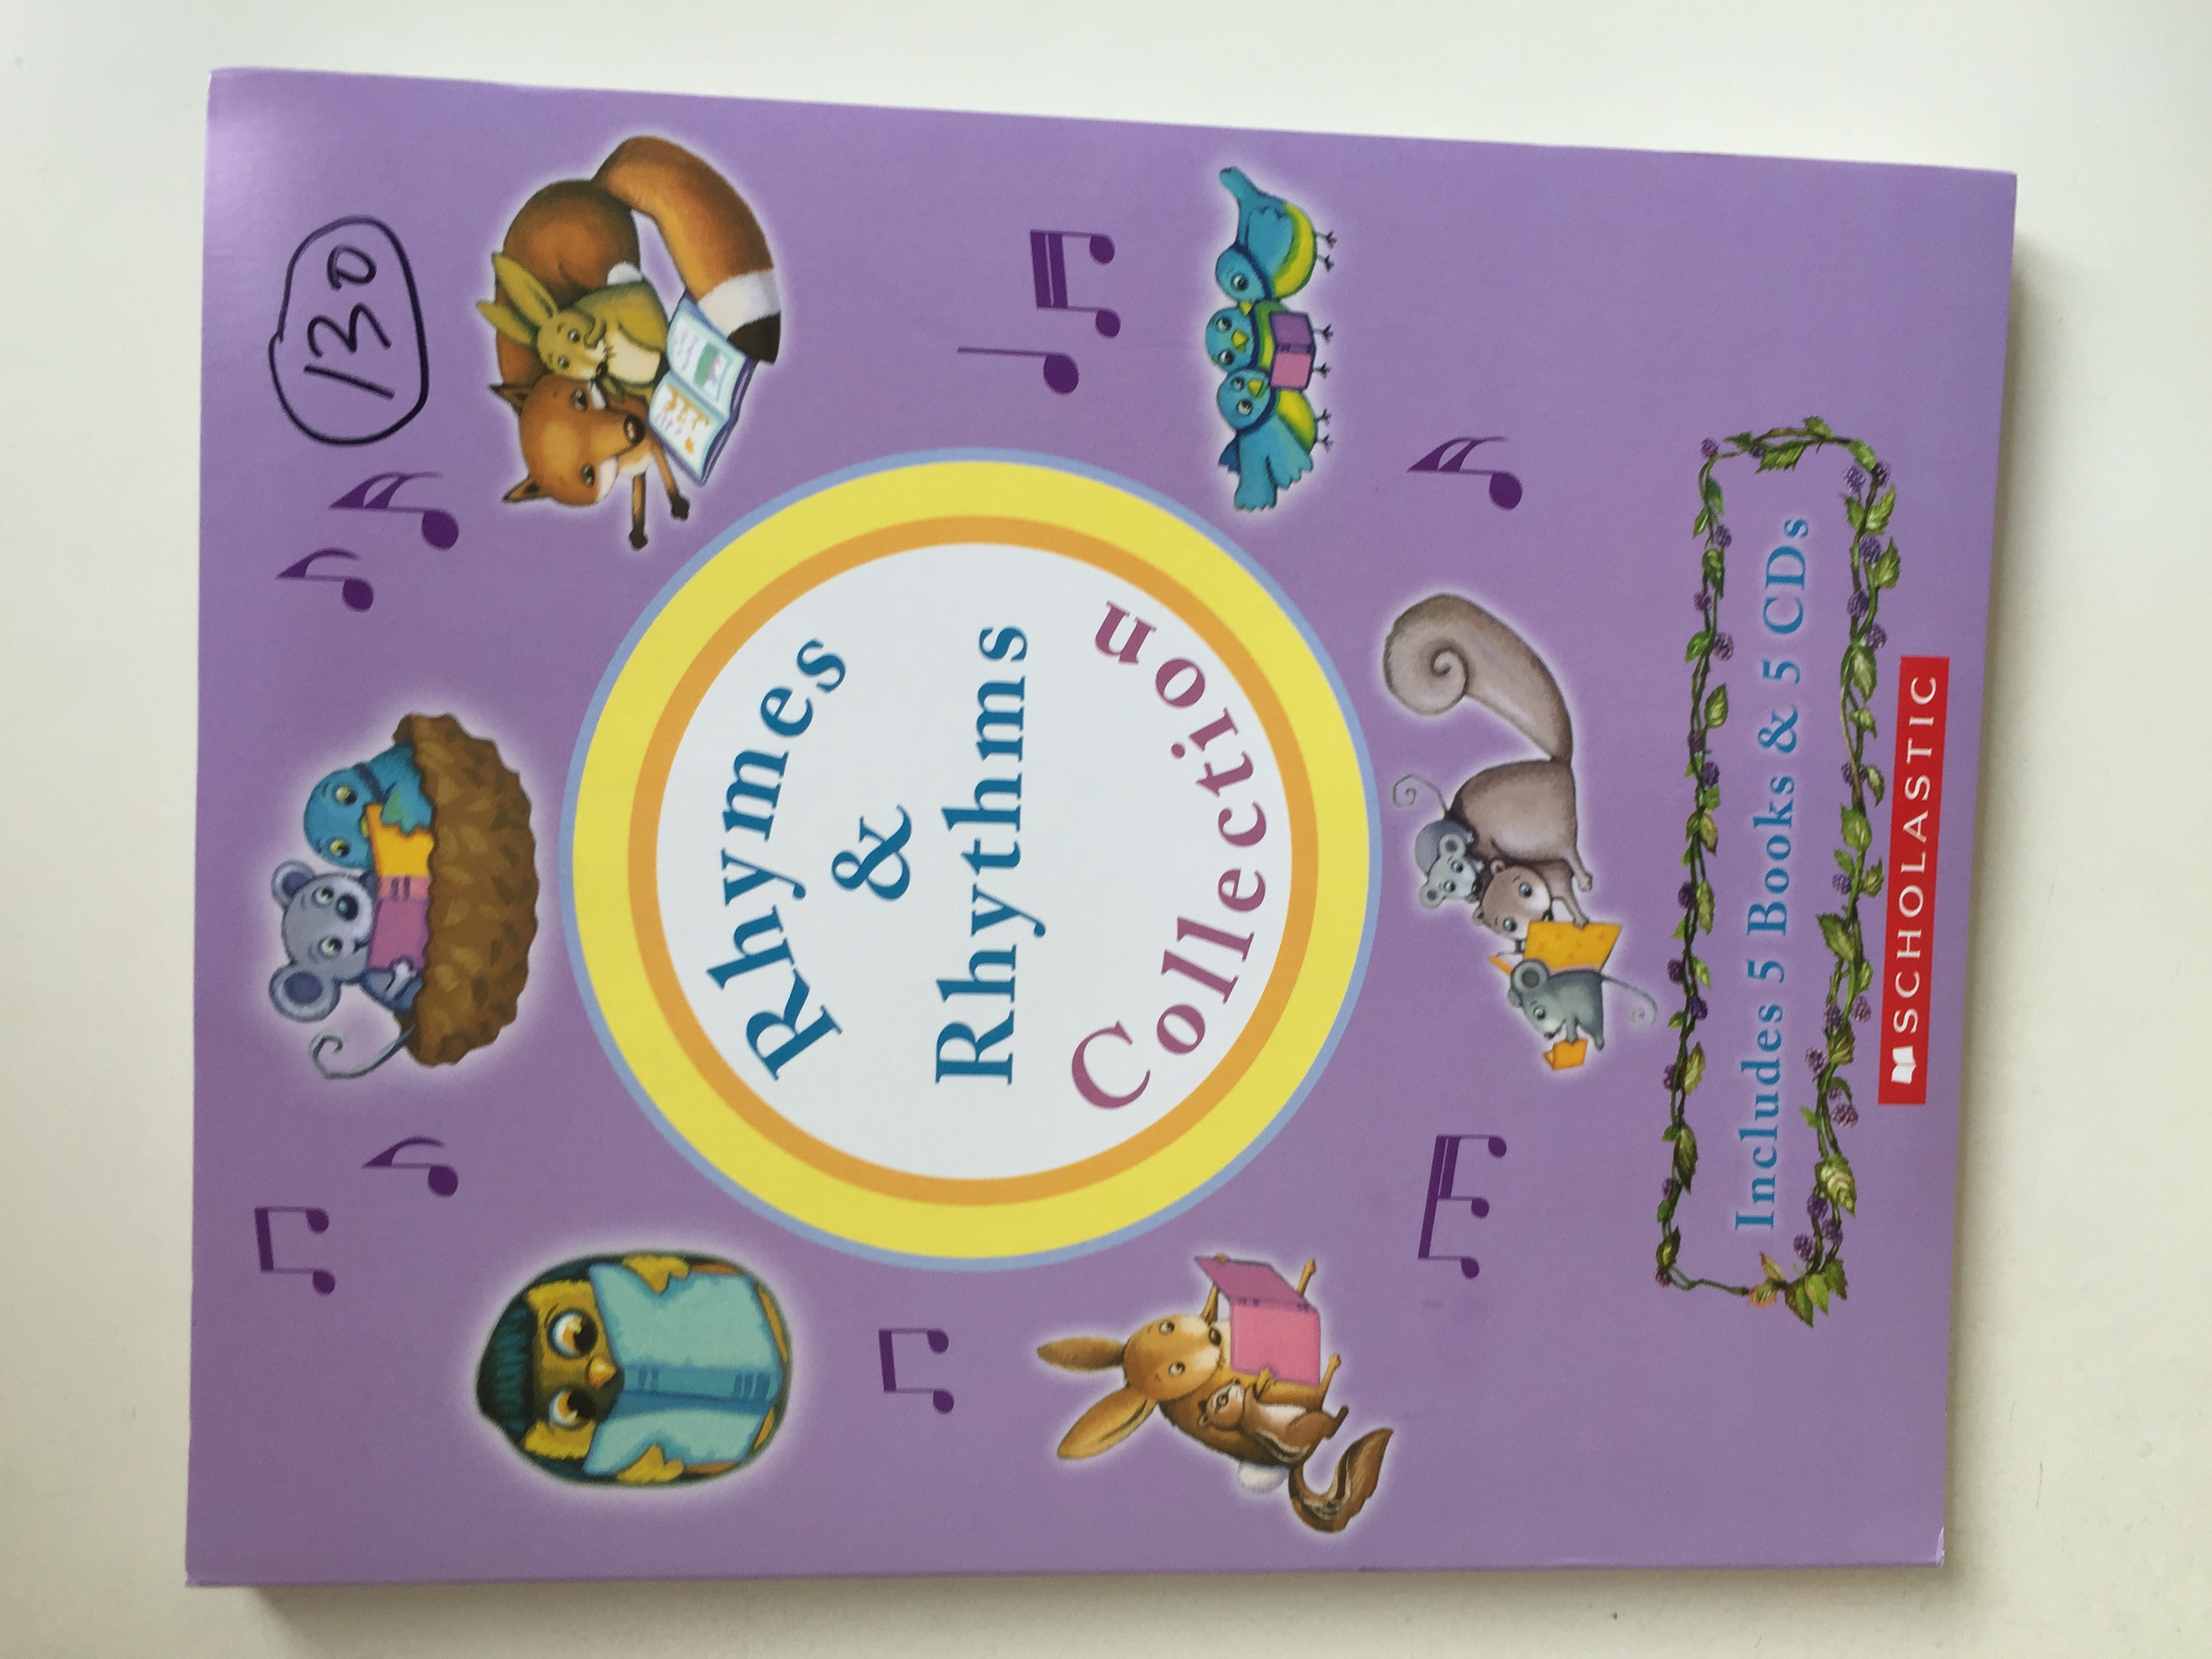 130
Rhymes
&
Rhythms
Collection
Includes 5 Books & 5 CDs
SCHOLASTIC